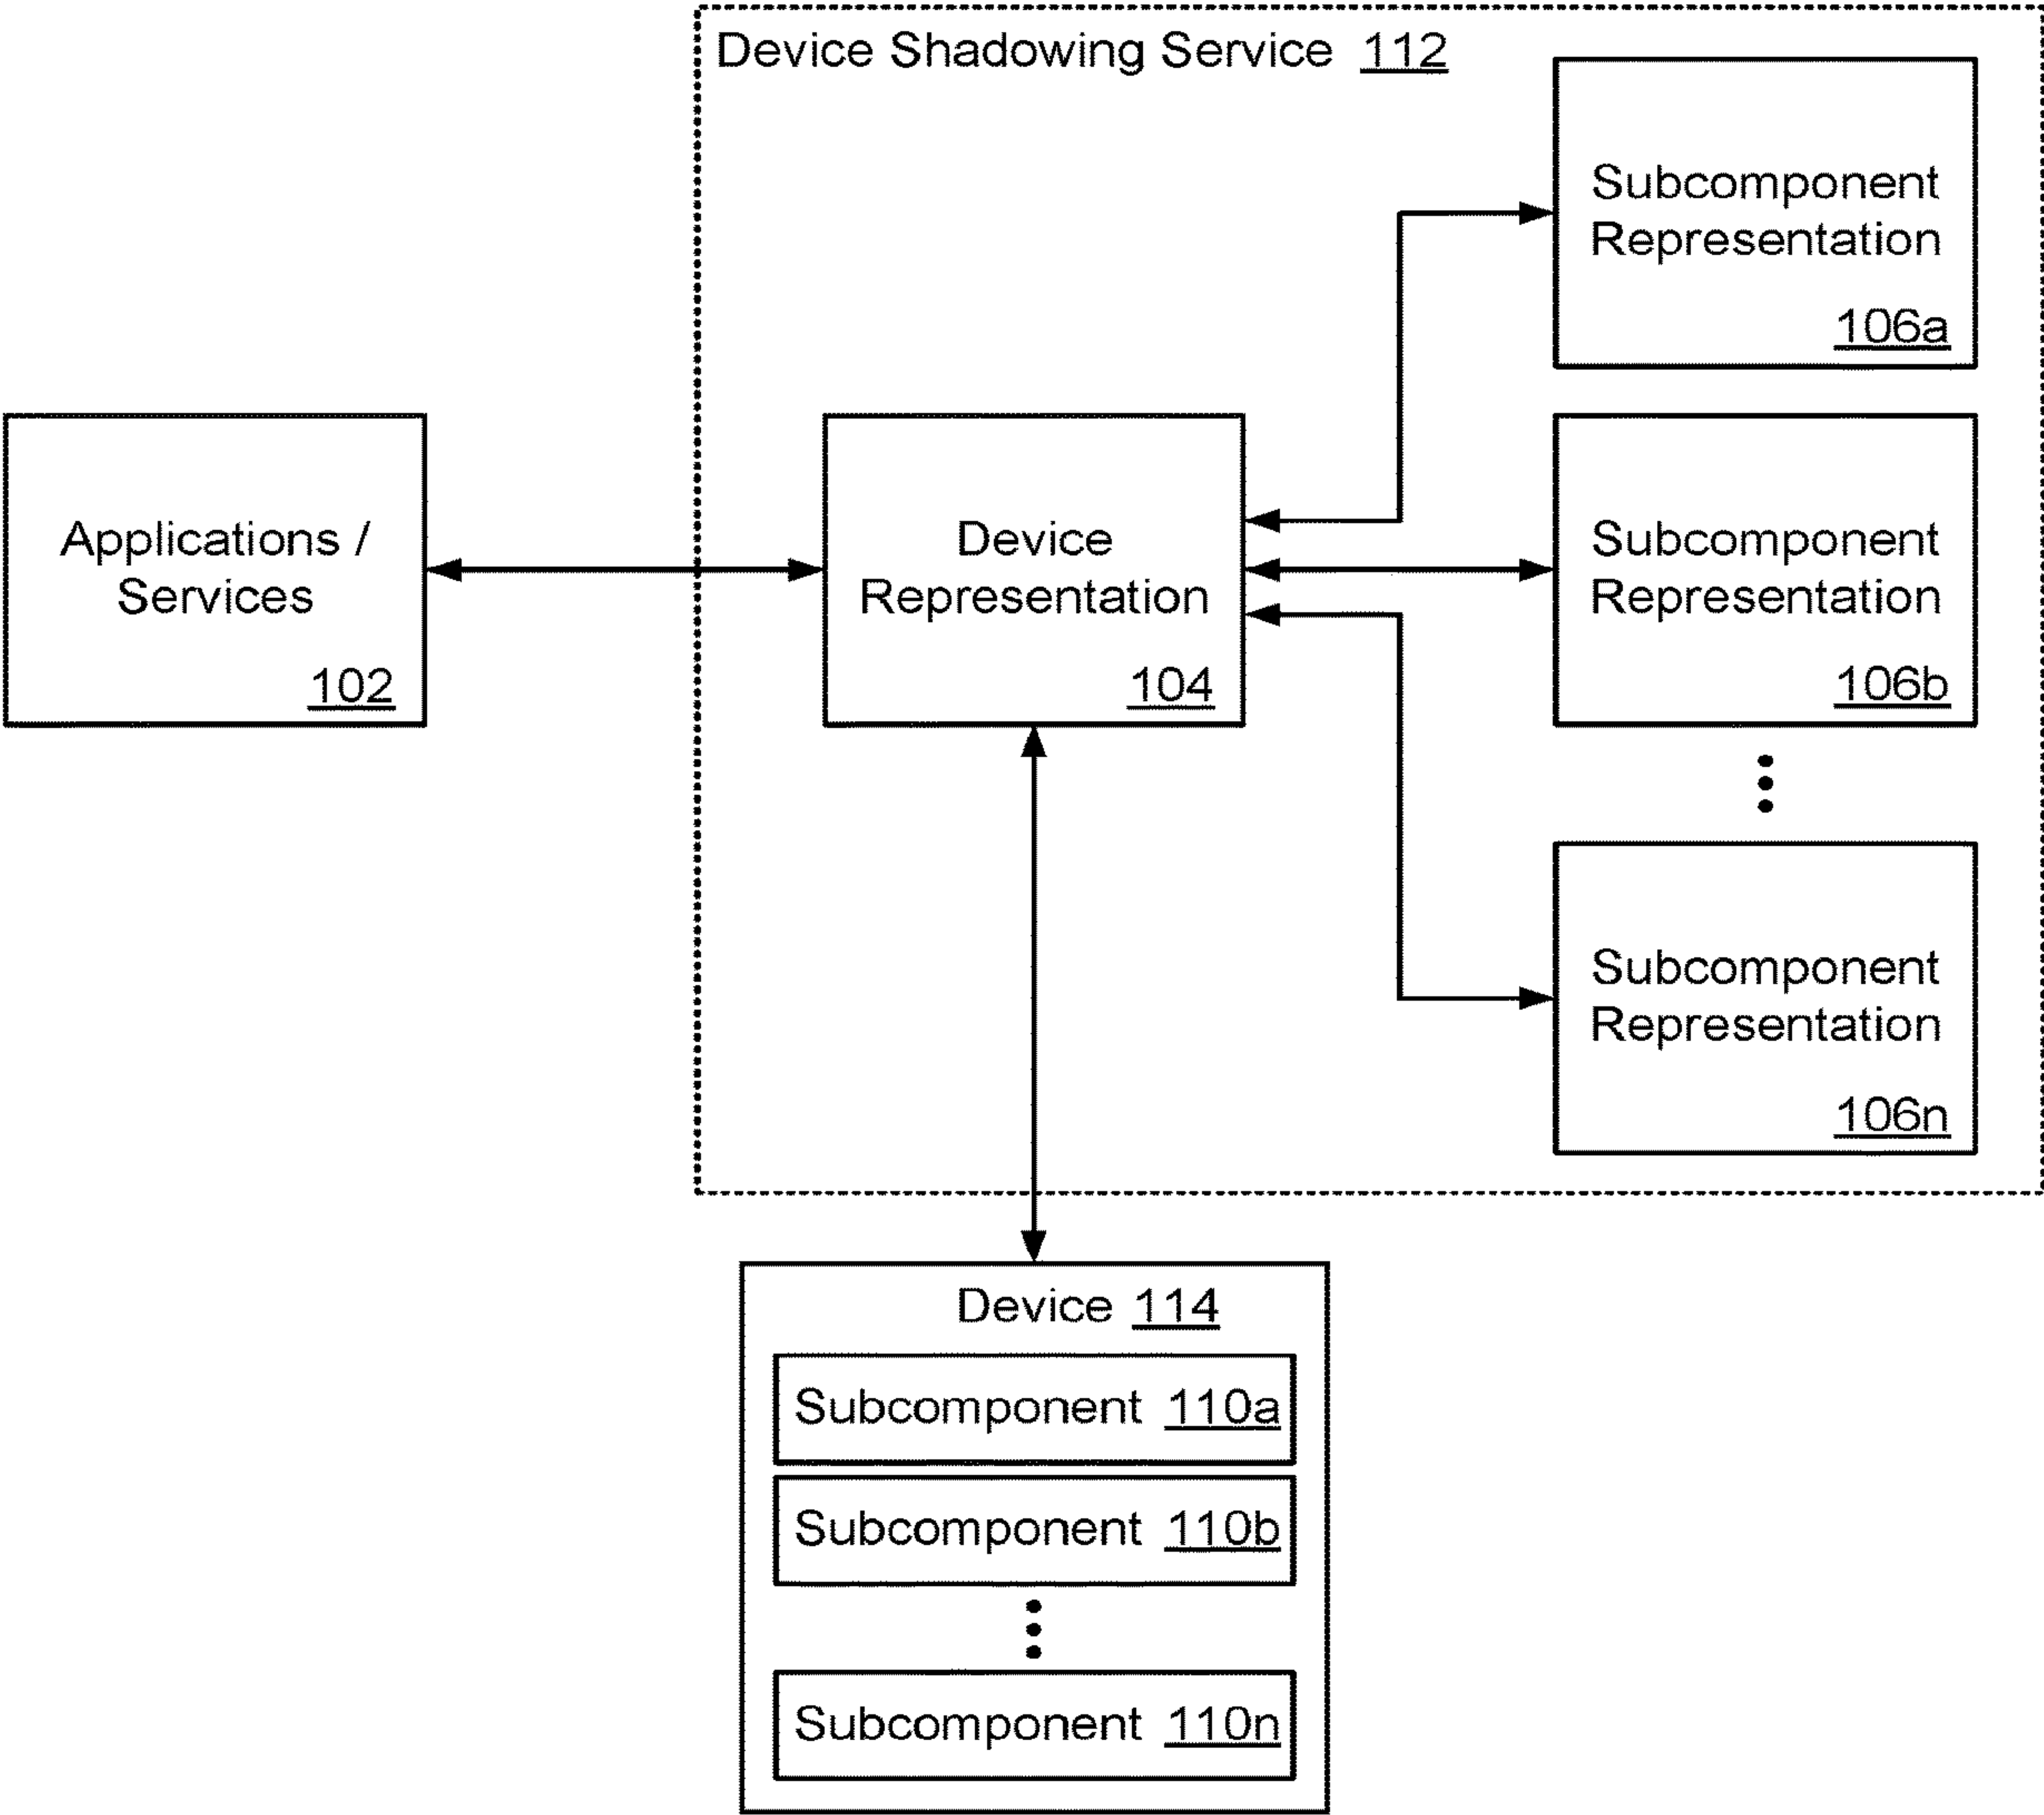 Device Shadowing Service 112
Subcomponent
Representation
106a
Applications /
Services
102
Device
Representation
104
Subcomponent
Representation
106b
Subcomponent
Representation
106n
Device 114
Subcomponent 110a
Subcomponent 110b
Subcomponent 110n